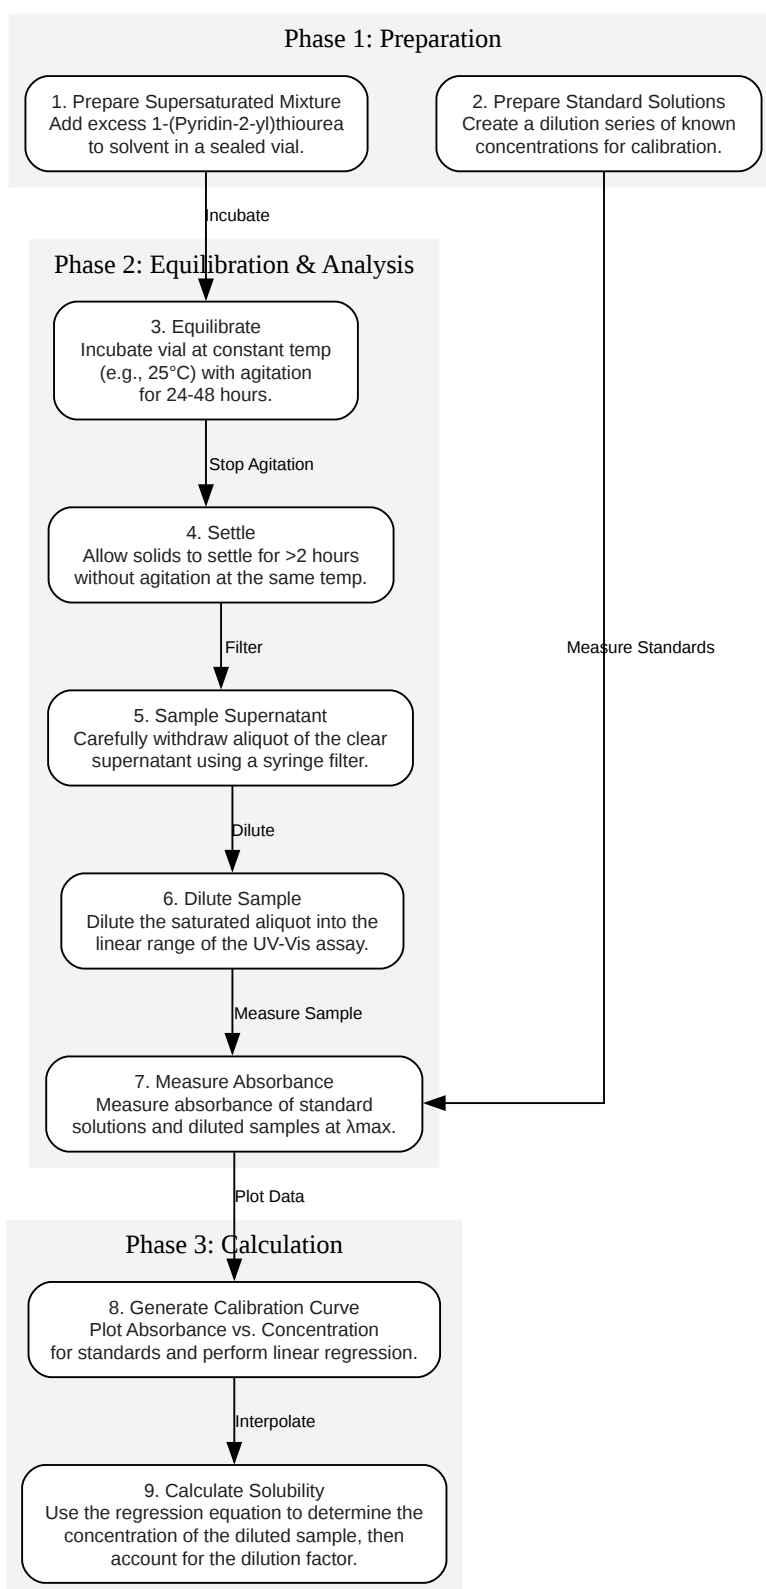 Phase 1: Preparation
1. Prepare Supersaturated Mixture
Add excess 1-(Pyridin-2-yl)thiourea
to solvent in a sealed vial.
2. Prepare Standard Solutions
Create a dilution series of known
concentrations for calibration.
Incubate
Phase 2: Equilibration & Analysis
3. Equilibrate
Incubate vial at constant temp
(e.g., 25°C) with agitation
for 24-48 hours.
Stop Agitation
4. Settle
Allow solids to settle for >2 hours
without agitation at the same temp.
Filter
Measure Standards
5. Sample Supernatant
Carefully withdraw aliquot of the clear
supernatant using a syringe filter.
Dilute
6. Dilute Sample
Dilute the saturated aliquot into the
linear range of the UV-Vis assay.
Measure Sample
7. Measure Absorbance
Measure absorbance of standard
solutions and diluted samples at λmax.
Plot Data
Phase 3: Calculation
8. Generate Calibration Curve
Plot Absorbance vs. Concentration
for standards and perform linear regression.
Interpolate
9. Calculate Solubility
Use the regression equation to determine the
concentration of the diluted sample, then
account for the dilution factor.